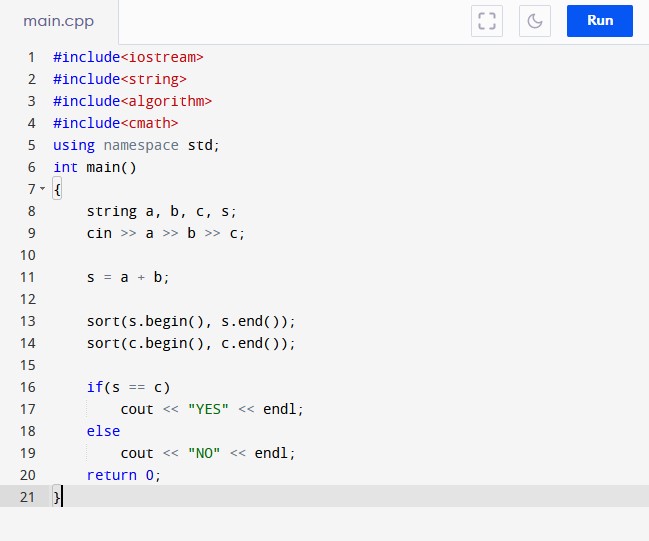 main.cpp
Run
1 #include<iostream>
2 #include<string>
3 #include<algorithm>
4 #include<cmath>
5 using namespace std;
6 int main()
7 {
8     string a, b, c, s;
9     cin >> a >> b >> c;
10
11     s = a + b;
12
13     sort(s.begin(), s.end());
14     sort(c.begin(), c.end());
15
16     if(s == c)
17         cout << "YES" << endl;
18     else
19         cout << "NO" << endl;
20     return 0;
21 }